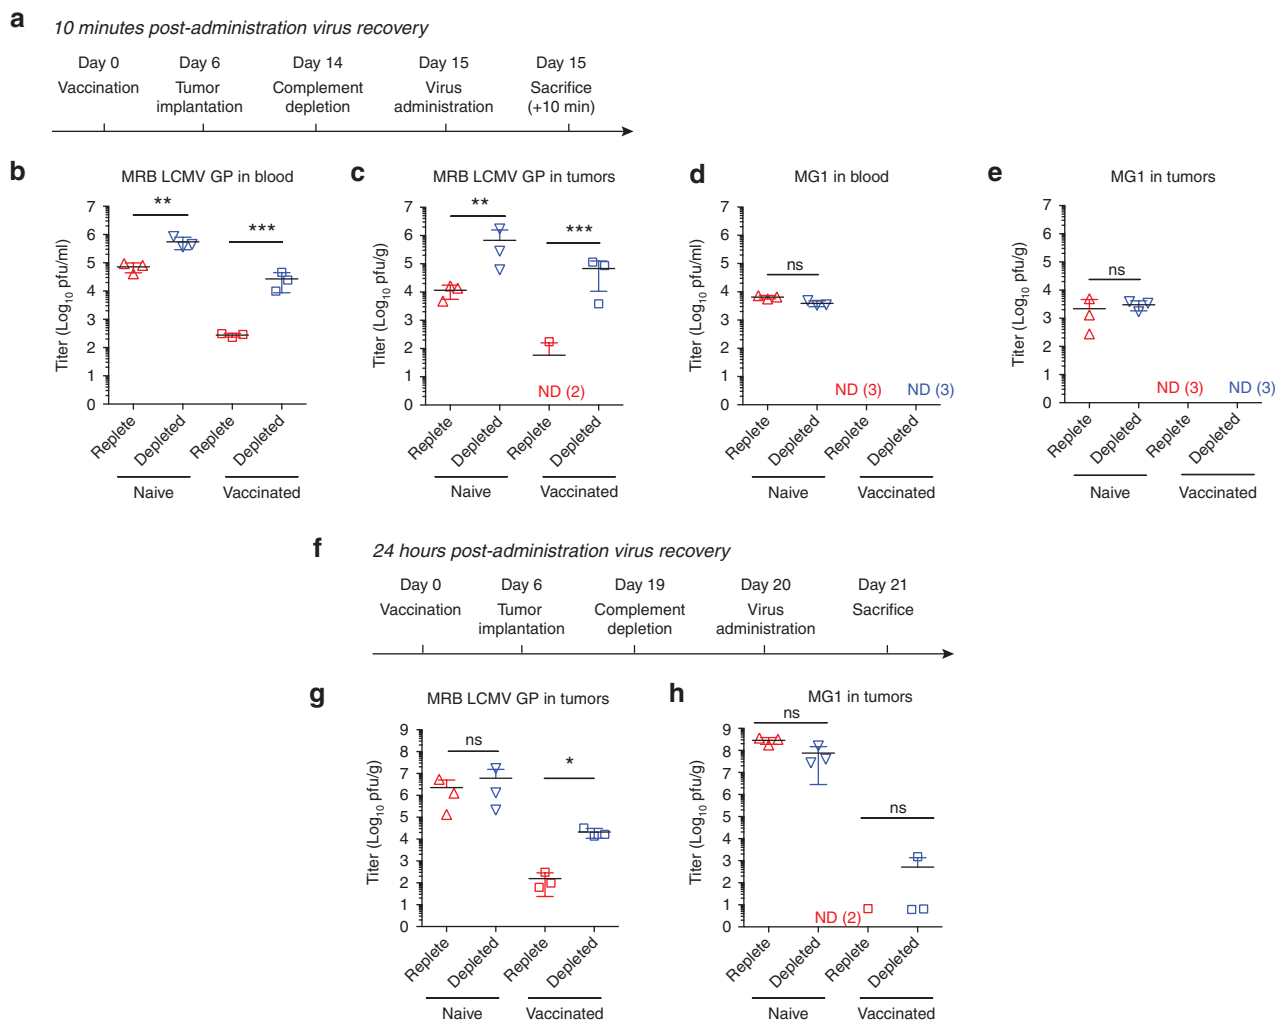 a
10 minutes post-administration virus recovery
Day 0 Day 6 Day 14 Day 15 Day 15
Vaccination Tumor Complement Virus Sacrifice
implantation depletion administration (+10 min)
b
MRB LCMV GP in blood
Titer (Log10 pfu/ml)
7
6
5
4
3
2
1
0
**
***
Replete
Depleted
Replete
Depleted
Naive
Vaccinated
c
MRB LCMV GP in tumors
Titer (Log10 pfu/g)
7
6
5
4
3
2
1
0
**
***
ND (2)
Replete
Depleted
Replete
Depleted
Naive
Vaccinated
d
MG1 in blood
Titer (Log10 pfu/ml)
7
6
5
4
3
2
1
0
ns
ND (3)
ND (3)
Replete
Depleted
Replete
Depleted
Naive
Vaccinated
e
MG1 in tumors
Titer (Log10 pfu/g)
7
6
5
4
3
2
1
0
ns
ND (3)
ND (3)
Replete
Depleted
Replete
Depleted
Naive
Vaccinated
f
24 hours post-administration virus recovery
Day 0 Day 6 Day 19 Day 20 Day 21
Vaccination Tumor Complement Virus Sacrifice
implantation depletion administration
g
MRB LCMV GP in tumors
Titer (Log10 pfu/g)
9
8
7
6
5
4
3
2
1
0
ns
*
Replete
Depleted
Replete
Depleted
Naive
Vaccinated
h
MG1 in tumors
Titer (Log10 pfu/g)
9
8
7
6
5
4
3
2
1
0
ns
ns
ND (2)
Replete
Depleted
Replete
Depleted
Naive
Vaccinated